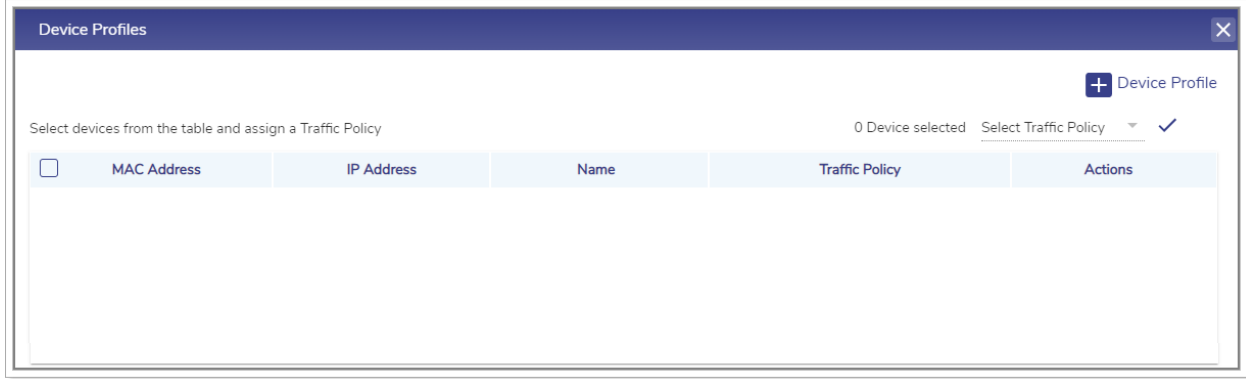 Device Profiles
Device Profile
Select devices from the table and assign a Traffic Policy 0 Device selected Select Traffic Policy
MAC Address IP Address Name Traffic Policy Actions